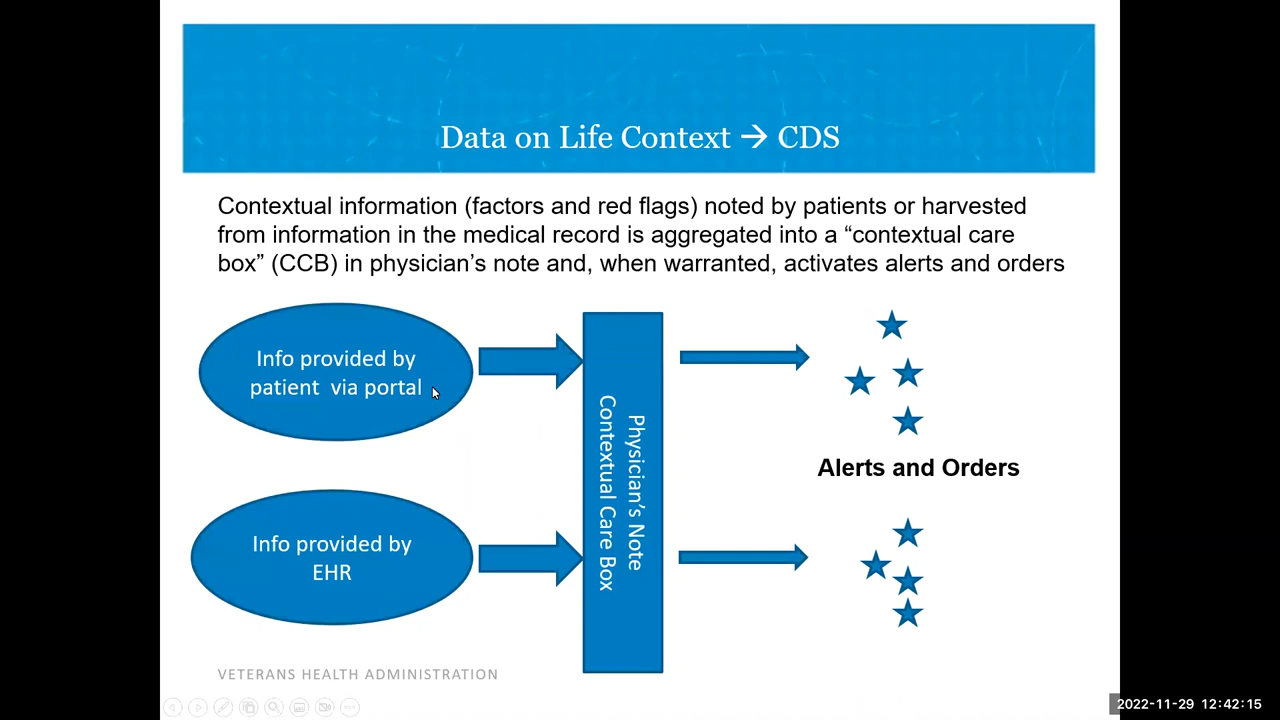 Data on Life Context → CDS
Contextual information (factors and red flags) noted by patients or harvested
from information in the medical record is aggregated into a “contextual care
box” (CCB) in physician’s note and, when warranted, activates alerts and orders
Info provided by
patient  via portal
Physician’s Note
Contextual Care Box
Alerts and Orders
Info provided by
EHR
VETERANS HEALTH ADMINISTRATION
2022-11-29 12:42:15